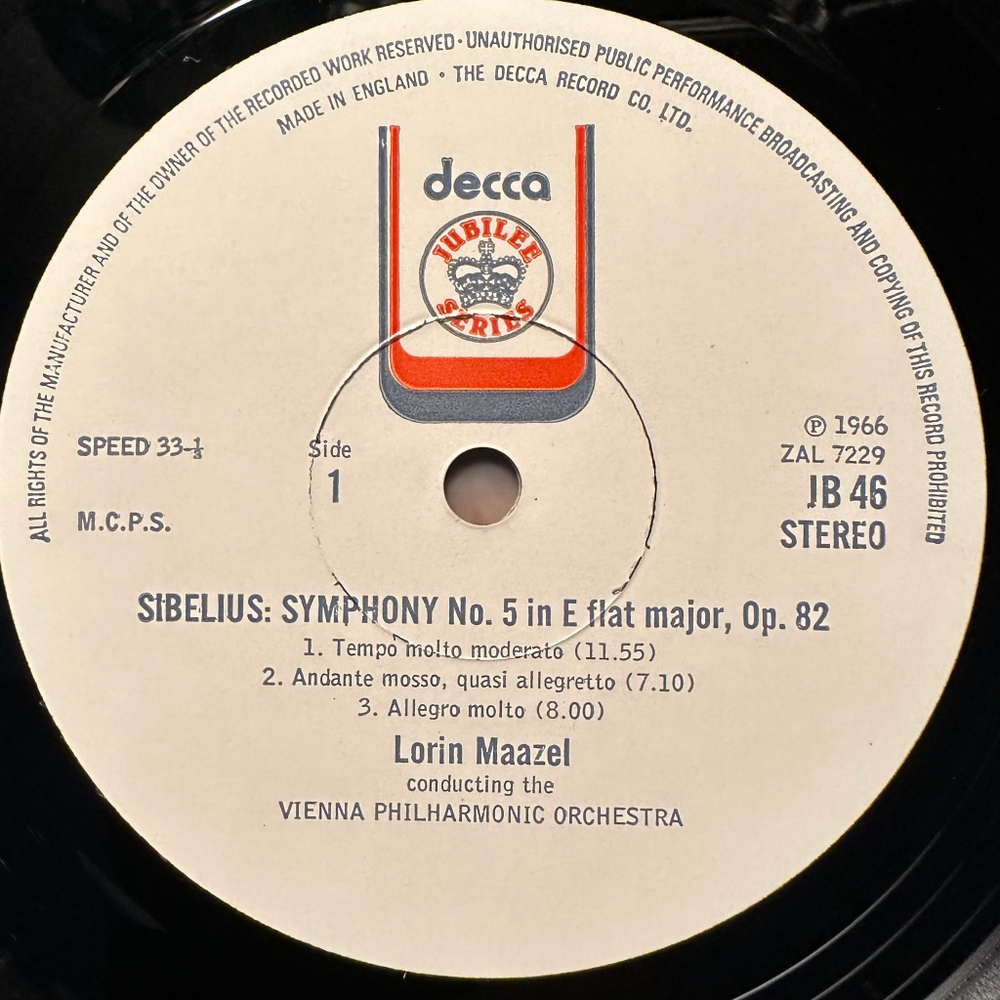 ALL RIGHTS OF THE MANUFACTURER AND OF THE OWNER OF THE RECORDED WORK RESERVED · UNAUTHORISED PUBLIC PERFORMANCE BROADCASTING AND COPYING OF THIS RECORD PROHIBITED
MADE IN ENGLAND · THE DECCA RECORD CO. LTD.
decca
JUBILEE
SERIES
SPEED 33-⅓
M.C.P.S.
Side
1
℗ 1966
ZAL 7229
JB 46
STEREO
SIBELIUS: SYMPHONY No. 5 in E flat major, Op. 82
1. Tempo molto moderato (11.55)
2. Andante mosso, quasi allegretto (7.10)
3. Allegro molto (8.00)
Lorin Maazel
conducting the
VIENNA PHILHARMONIC ORCHESTRA